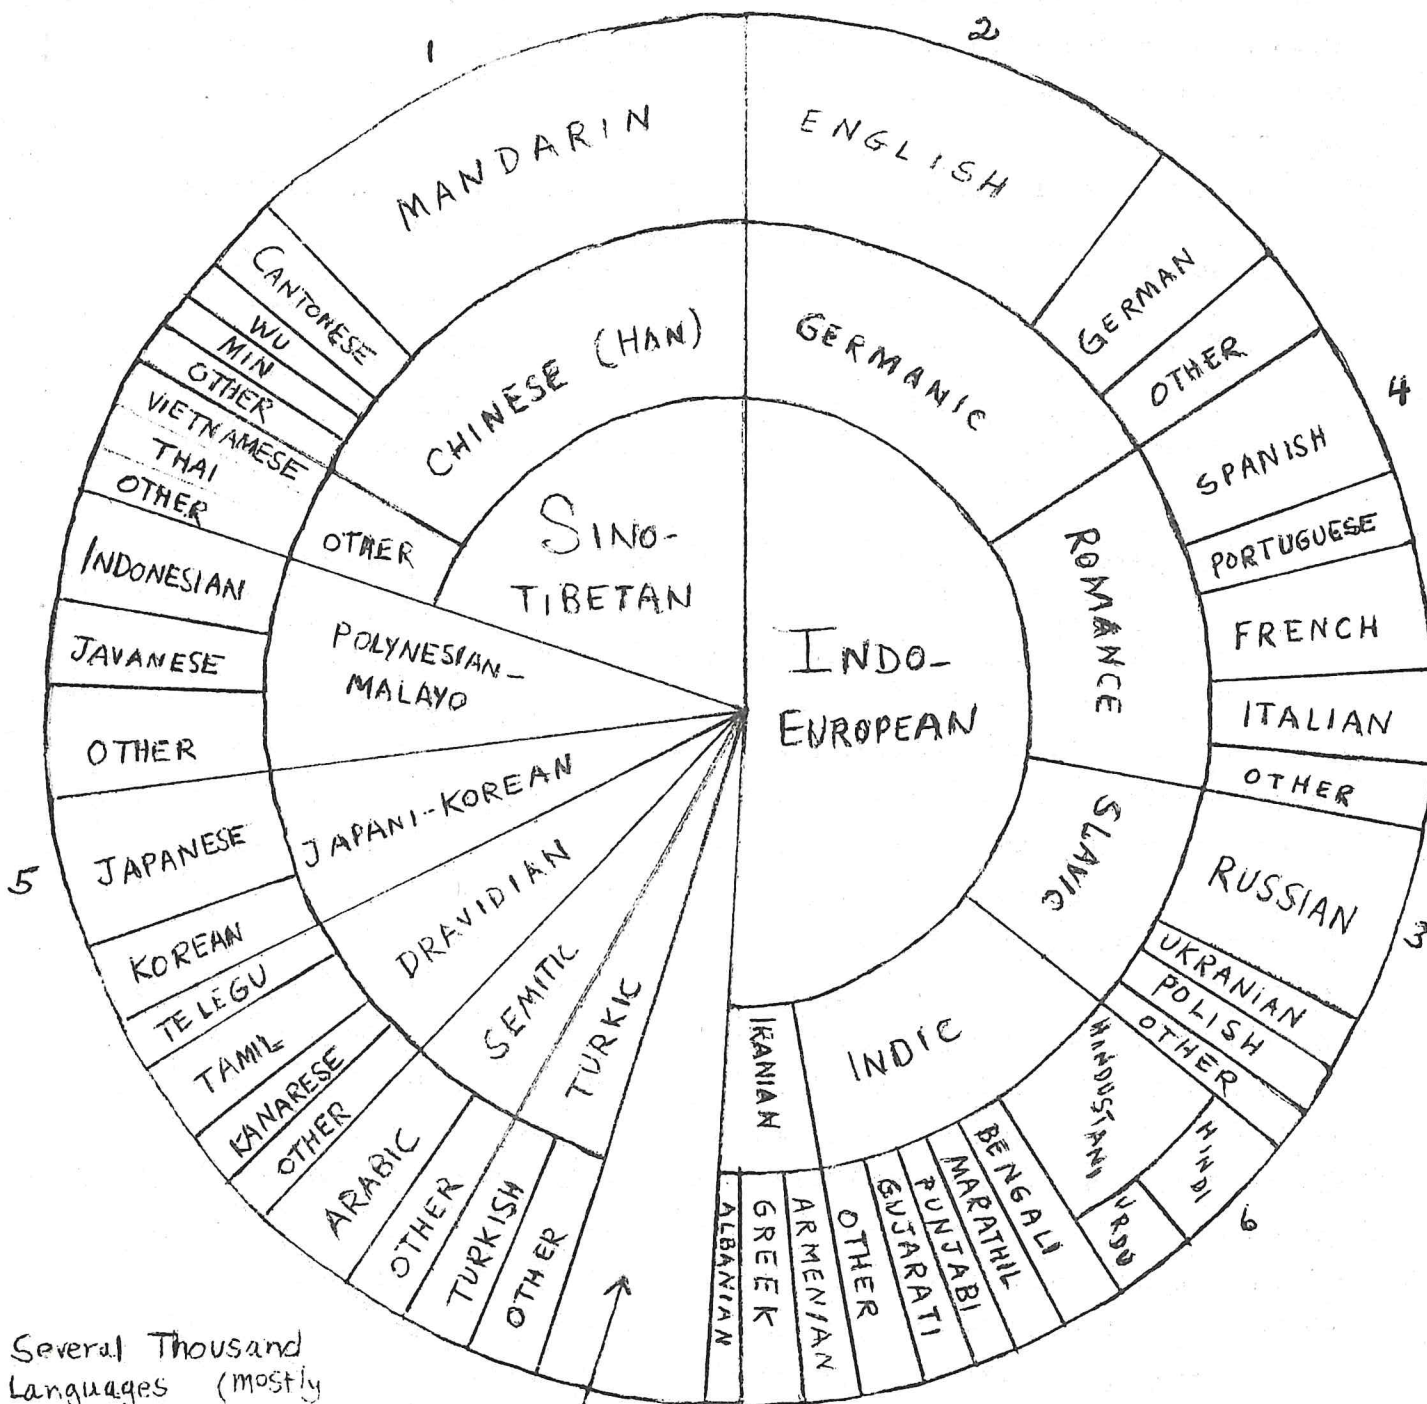 1
2
MANDARIN
ENGLISH
CANTONESE
WU
MIN
OTHER
VIETNAMESE
THAI
OTHER
CHINESE (HAN)
GERMANIC
GERMAN
OTHER
4
SPANISH
PORTUGUESE
FRENCH
ITALIAN
OTHER
OTHER
SINO-
TIBETAN
INDO-
EUROPEAN
ROMANCE
INDONESIAN
JAVANESE
OTHER
POLYNESIAN-
MALAYO
JAPANI-KOREAN
5
JAPANESE
KOREAN
DRAVIDIAN
TELEGU
TAMIL
KANARESE
OTHER
SEMITIC
ARABIC
OTHER
TURKIC
TURKISH
OTHER
SLAVIC
RUSSIAN
3
UKRANIAN
POLISH
OTHER
INDIC
HINDUSTANI
HINDI
URDU
6
BENGALI
MARATHIL
PUNJABI
GUJARATI
OTHER
IRANIAN
ARMENIAN
GREEK
ALBANIAN
Several Thousand
Languages (mostly